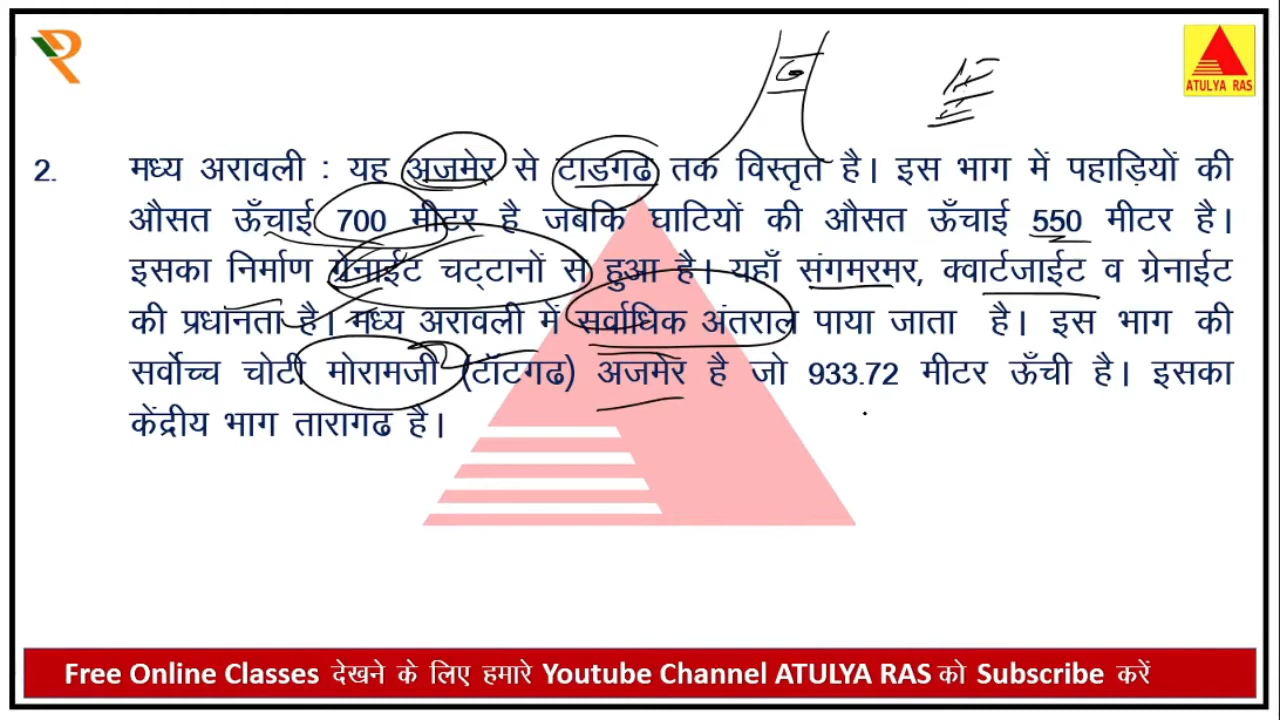 ATULYA RAS
2. मध्य अरावली : यह अजमेर से टाडगढ तक विस्तृत है। इस भाग में पहाड़ियों की
औसत ऊँचाई 700 मीटर है जबकि घाटियों की औसत ऊँचाई 550 मीटर है।
इसका निर्माण ग्रेनाईट चट्टानों से हुआ है। यहाँ संगमरमर, क्वार्टजाईट व ग्रेनाईट
की प्रधानता है। मध्य अरावली में सर्वाधिक अंतराल पाया जाता है। इस भाग की
सर्वोच्च चोटी मोरामजी (टॉटगढ) अजमेर है जो 933.72 मीटर ऊँची है। इसका
केंद्रीय भाग तारागढ है।
Free Online Classes देखने के लिए हमारे Youtube Channel ATULYA RAS को Subscribe करें